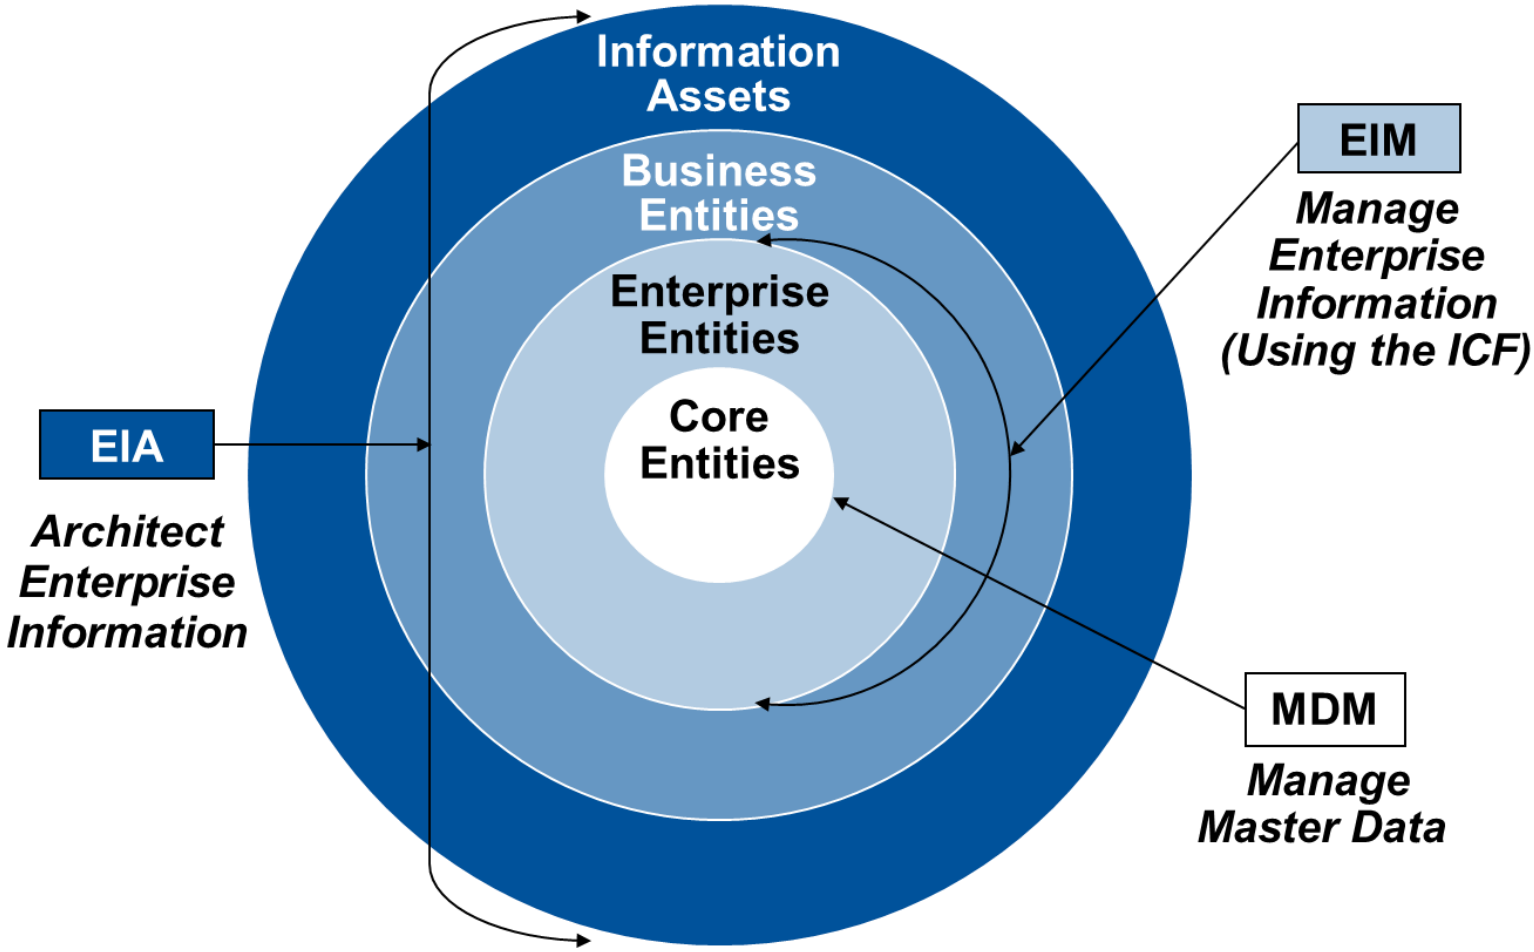 Information
Assets
Business
Entities
Enterprise
Entities
Core
Entities
EIA
Architect
Enterprise
Information
EIM
Manage
Enterprise
Information
(Using the ICF)
MDM
Manage
Master Data